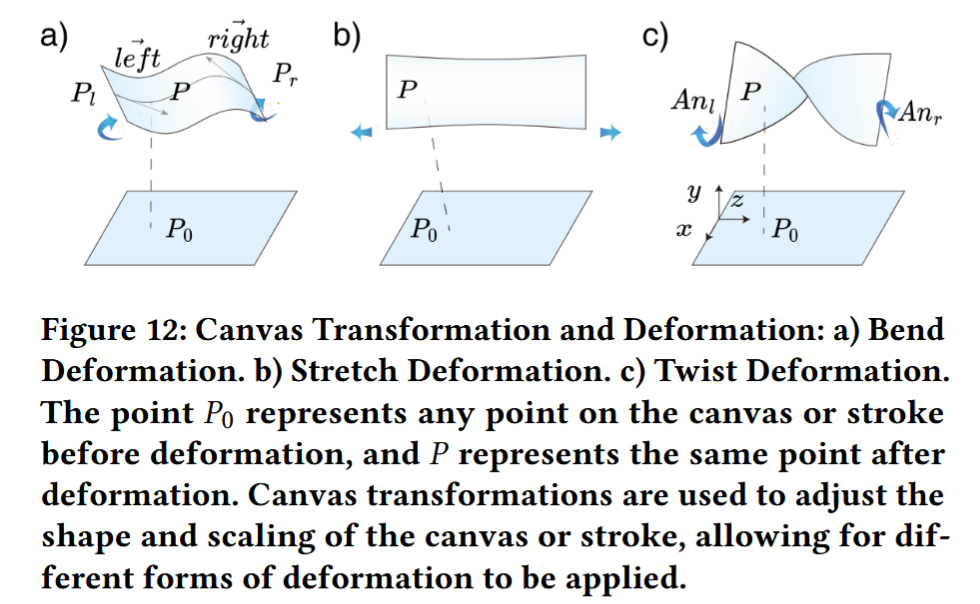 a) left right b) c)
P_l P P_r P An_l P An_r
P_0 P_0 y z x P_0
Figure 12: Canvas Transformation and Deformation: a) Bend
Deformation. b) Stretch Deformation. c) Twist Deformation.
The point P_0 represents any point on the canvas or stroke
before deformation, and P represents the same point after
deformation. Canvas transformations are used to adjust the
shape and scaling of the canvas or stroke, allowing for dif-
ferent forms of deformation to be applied.